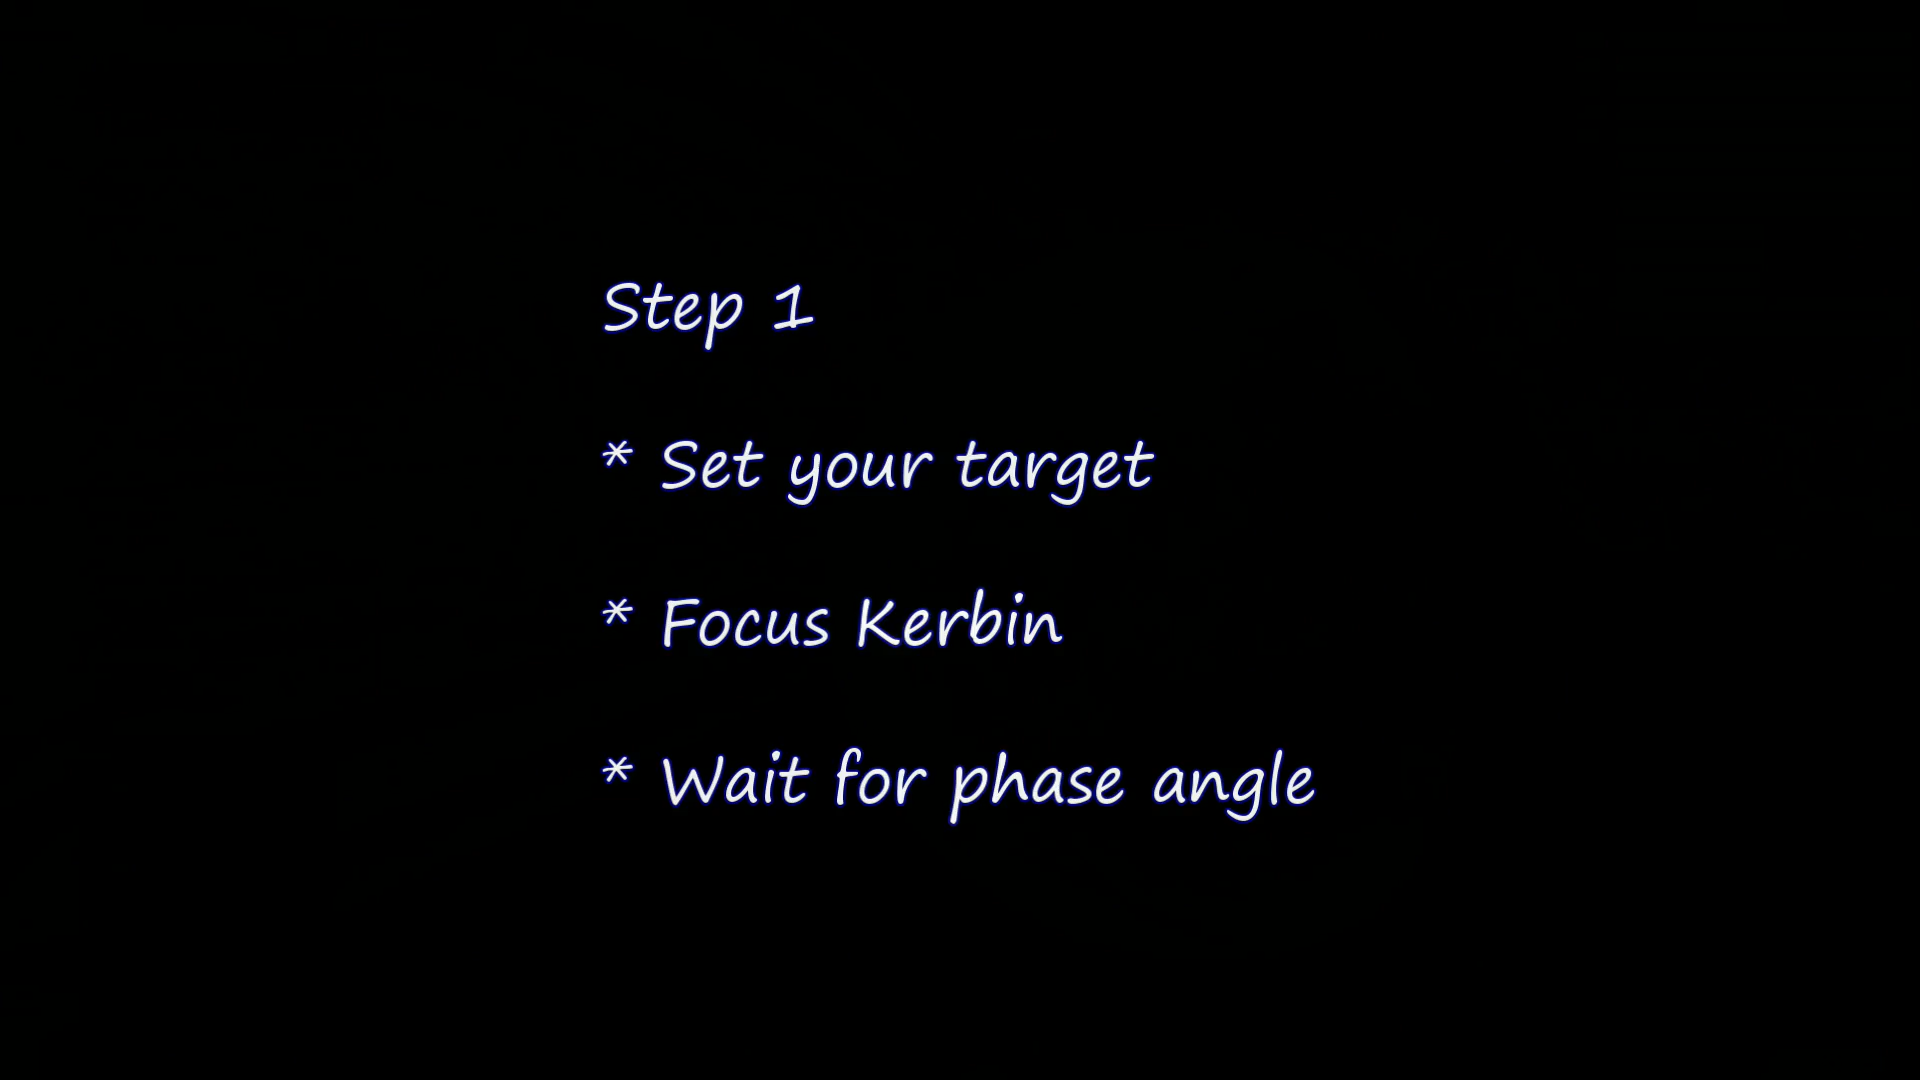 Step 1
* Set your target
* Focus Kerbin
* Wait for phase angle